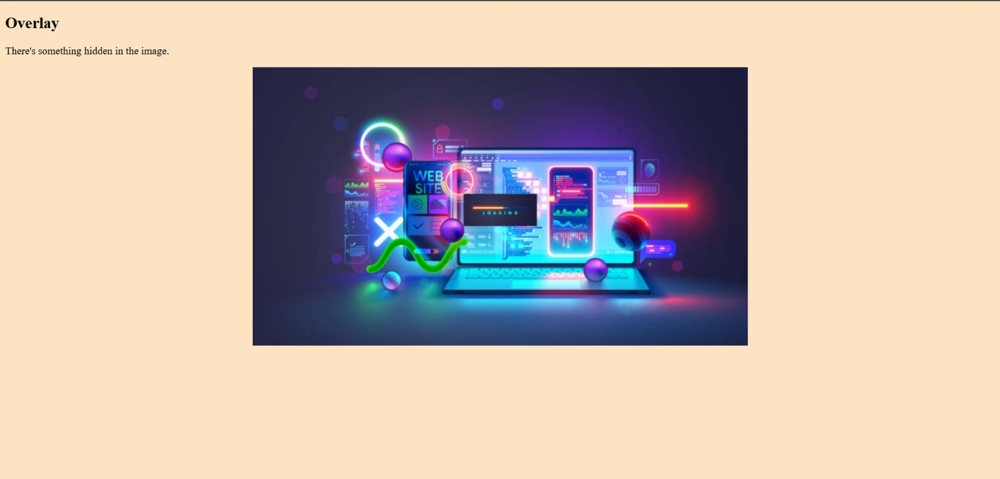 Overlay
There's something hidden in the image.
WEB
SITE
LOADING